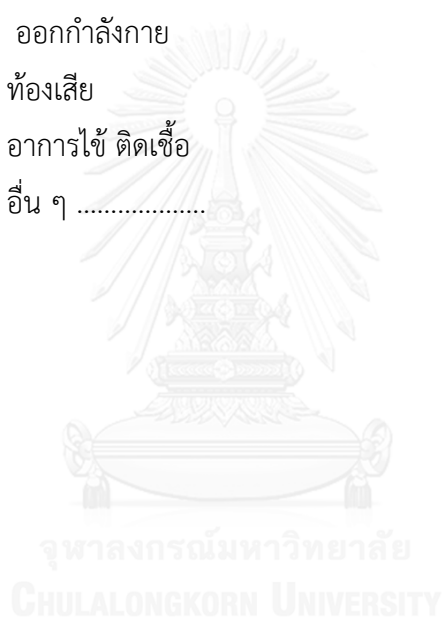 ออกกำลังกาย
ท้องเสีย
อาการไข้ ติดเชื้อ
อื่น ๆ ...................
จุฬาลงกรณ์มหาวิทยาลัย
CHULALONGKORN UNIVERSITY